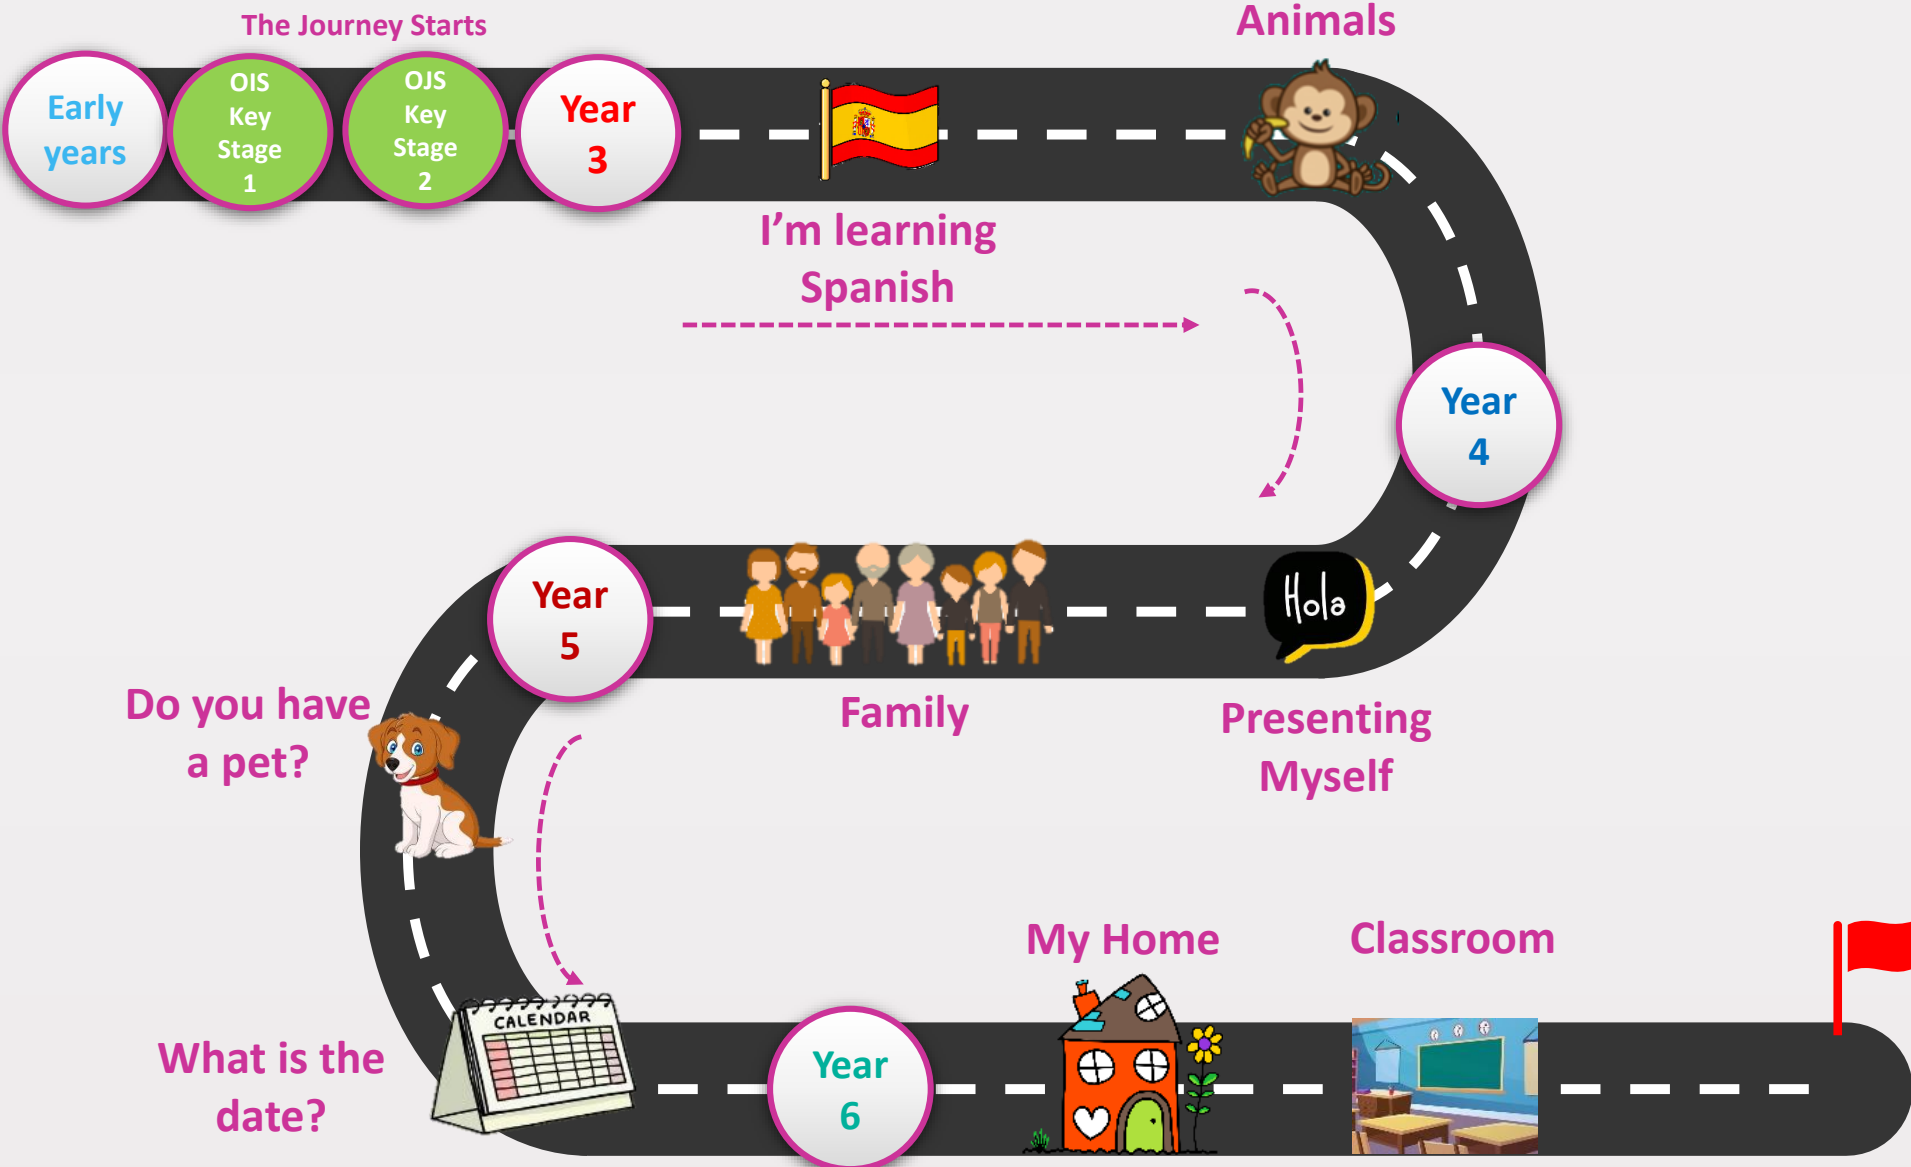 The Journey Starts
Early
years
OIS
Key
Stage
1
OJS
Key
Stage
2
Year
3
I'm learning
Spanish
Animals
Year
4
Hola
Presenting
Myself
Family
Year
5
Do you have
a pet?
CALENDAR
What is the
date?
Year
6
My Home
Classroom